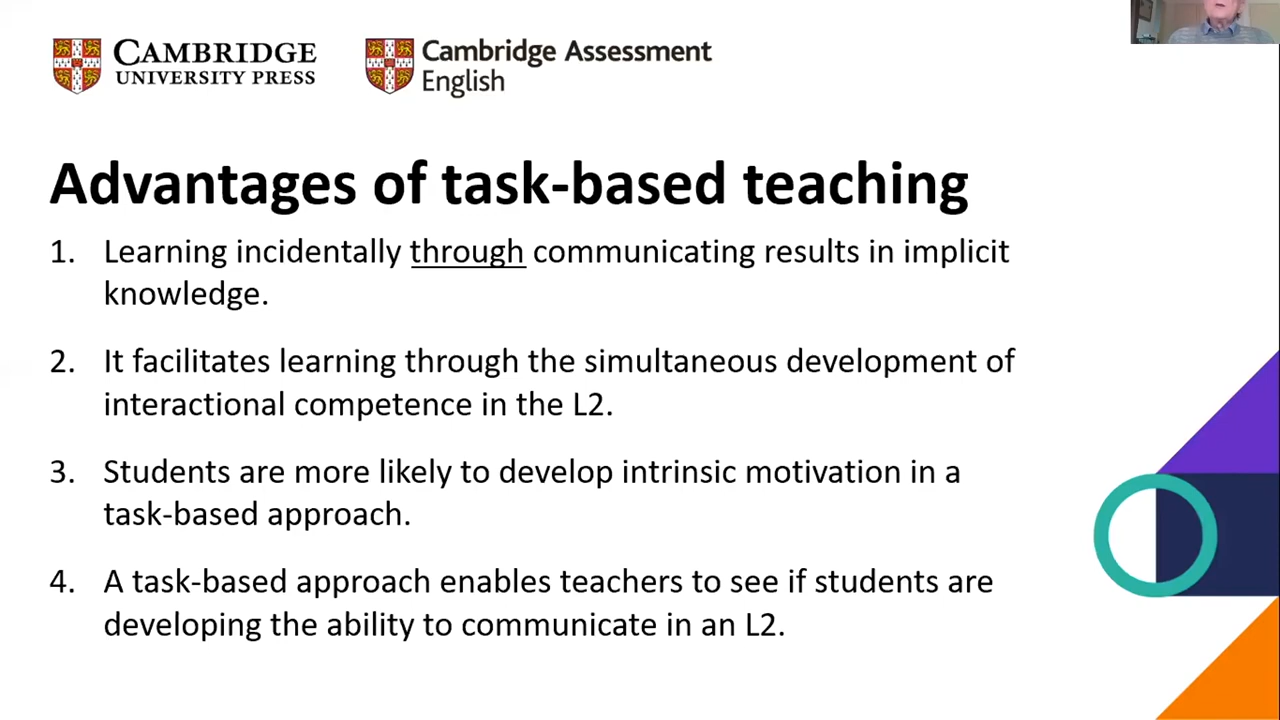 CAMBRIDGE
UNIVERSITY PRESS
Cambridge Assessment
English
Advantages of task-based teaching
1. Learning incidentally through communicating results in implicit
knowledge.
2. It facilitates learning through the simultaneous development of
interactional competence in the L2.
3. Students are more likely to develop intrinsic motivation in a
task-based approach.
4. A task-based approach enables teachers to see if students are
developing the ability to communicate in an L2.